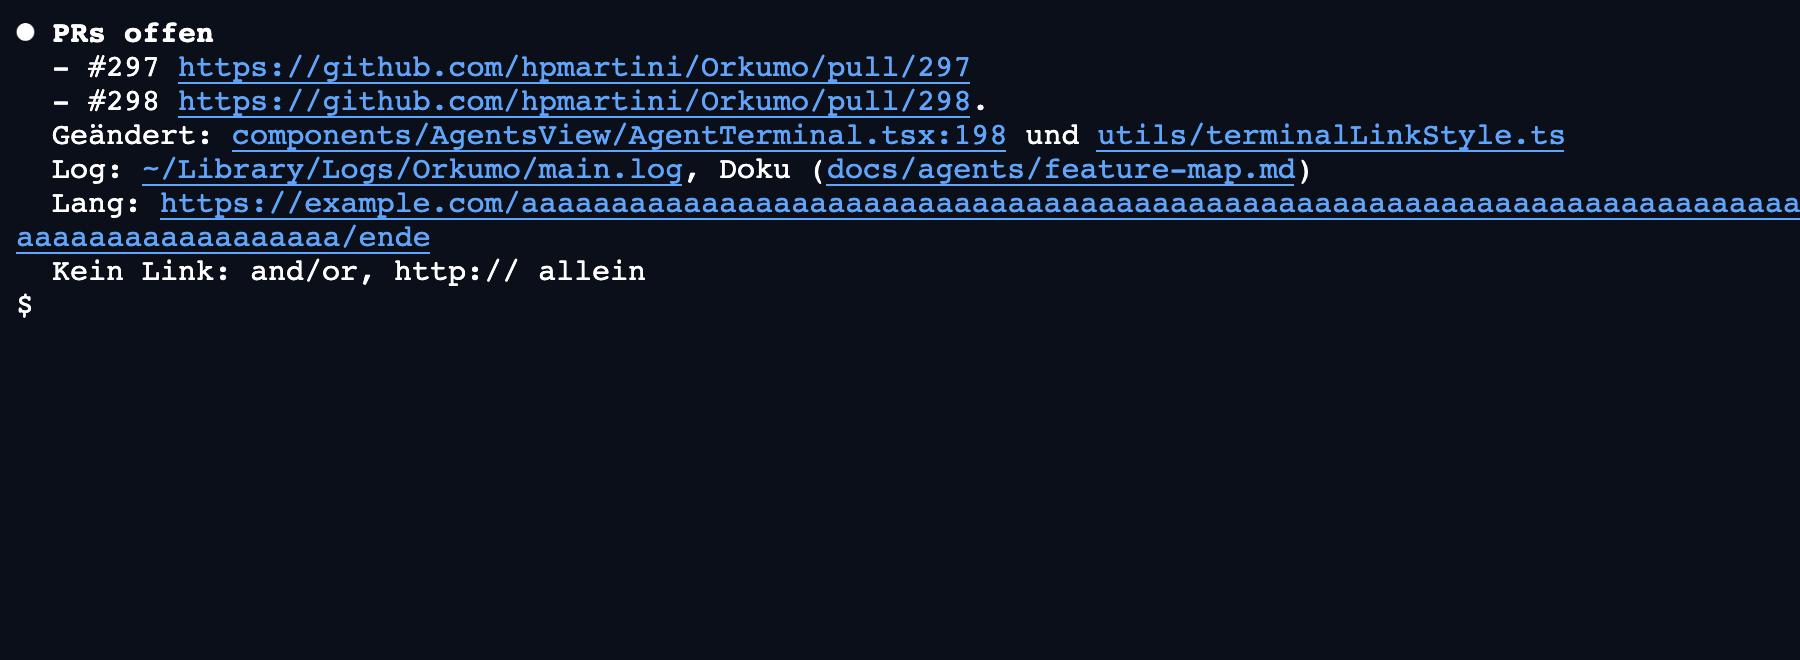 ● PRs offen
- #297 https://github.com/hpmartini/Orkumo/pull/297
- #298 https://github.com/hpmartini/Orkumo/pull/298.
Geändert: components/AgentsView/AgentTerminal.tsx:198 und utils/terminalLinkStyle.ts
Log: ~/Library/Logs/Orkumo/main.log, Doku (docs/agents/feature-map.md)
Lang: https://example.com/aaaaaaaaaaaaaaaaaaaaaaaaaaaaaaaaaaaaaaaaaaaaaaaaaaaaaaaaaaaaaaaaaaaaaaa
aaaaaaaaaaaaaaaaaa/ende
Kein Link: and/or, http:// allein
$